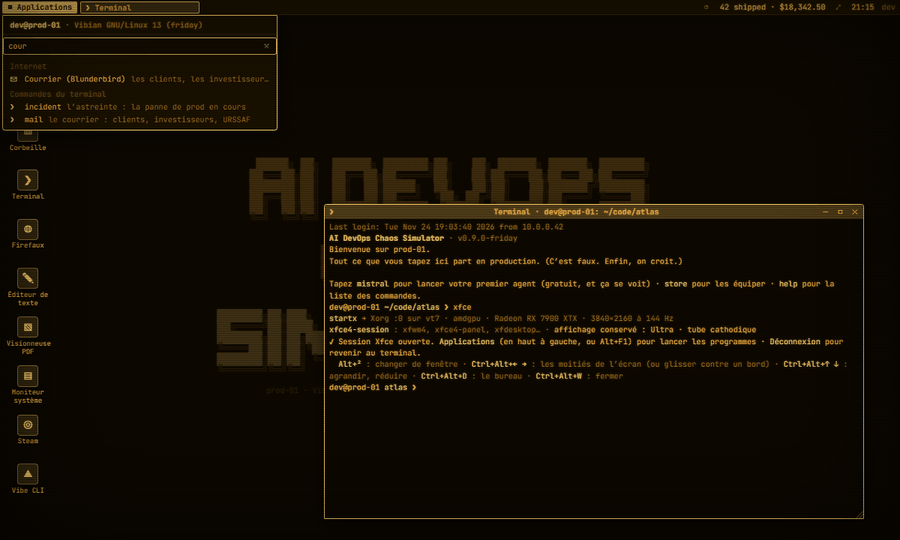 Applications
❯ Terminal
42 shipped · $18,342.50
21:15 dev
dev@prod-01 · Vibian GNU/Linux 13 (friday)
cour
Internet
Courrier (Blunderbird) les clients, les investisseur…
Commandes du terminal
❯ incident l'astreinte : la panne de prod en cours
❯ mail le courrier : clients, investisseurs, URSSAF
Corbeille
Terminal
Firefaux
Éditeur de
texte
Visionneuse
PDF
Moniteur
système
Steam
Vibe CLI
AI DEVOPS
Terminal · dev@prod-01: ~/code/atlas
Last login: Tue Nov 24 19:03:40 2026 from 10.0.0.42
AI DevOps Chaos Simulator · v0.9.0-friday
Bienvenue sur prod-01.
Tout ce que vous tapez ici part en production. (C'est faux. Enfin, on croit.)
Tapez mistral pour lancer votre premier agent (gratuit, et ça se voit) · store pour les équiper · help pour la
liste des commandes.
dev@prod-01 ~/code/atlas ❯ xfce
startx → Xorg :0 sur vt7 · amdgpu · Radeon RX 7900 XTX · 3840×2160 à 144 Hz
xfce4-session : xfwm4, xfce4-panel, xfdesktop… · affichage conservé : Ultra · tube cathodique
✓ Session Xfce ouverte. Applications (en haut à gauche, ou Alt+F1) pour lancer les programmes · Déconnexion pour
revenir au terminal.
Alt+² : changer de fenêtre · Ctrl+Alt+← → : les moitiés de l'écran (ou glisser contre un bord) · Ctrl+Alt+↑ ↓ :
agrandir, réduire · Ctrl+Alt+D : le bureau · Ctrl+Alt+W : fermer
dev@prod-01 atlas ❯